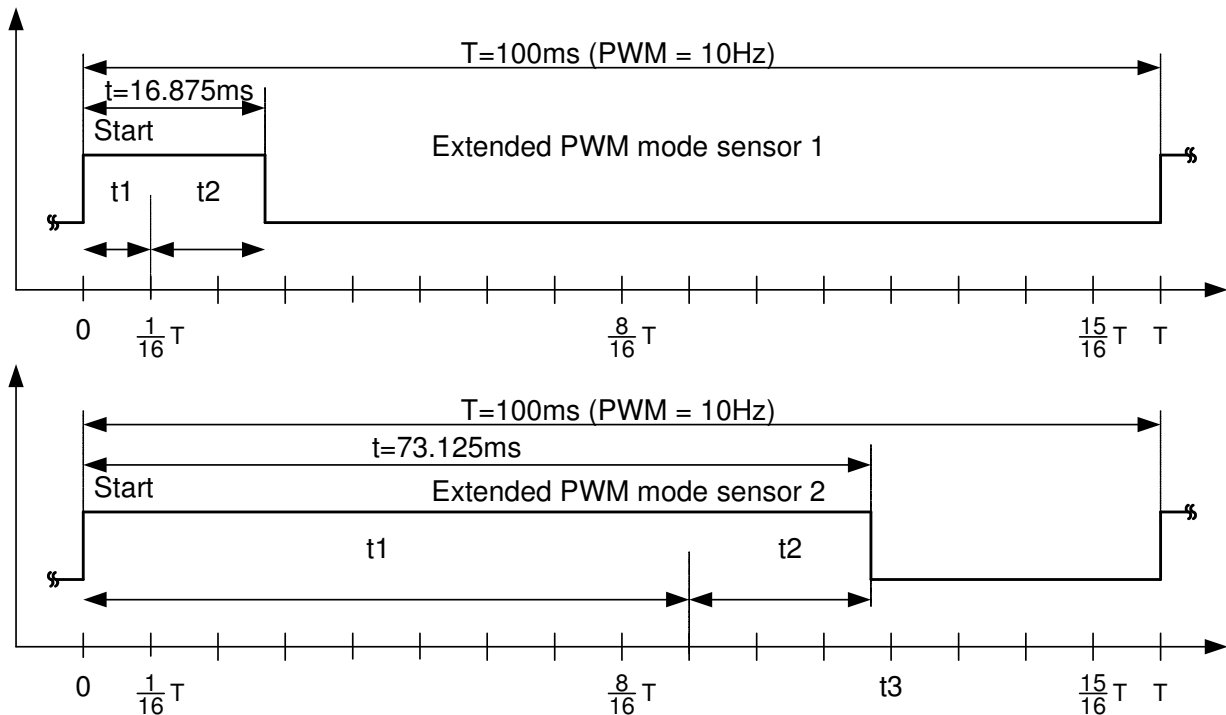 T=100ms (PWM = 10Hz)
t=16.875ms
Start
Extended PWM mode sensor 1
t1 t2
0 1/16 T 8/16 T 15/16 T T
T=100ms (PWM = 10Hz)
t=73.125ms
Start
Extended PWM mode sensor 2
t1 t2
0 1/16 T 8/16 T t3 15/16 T T